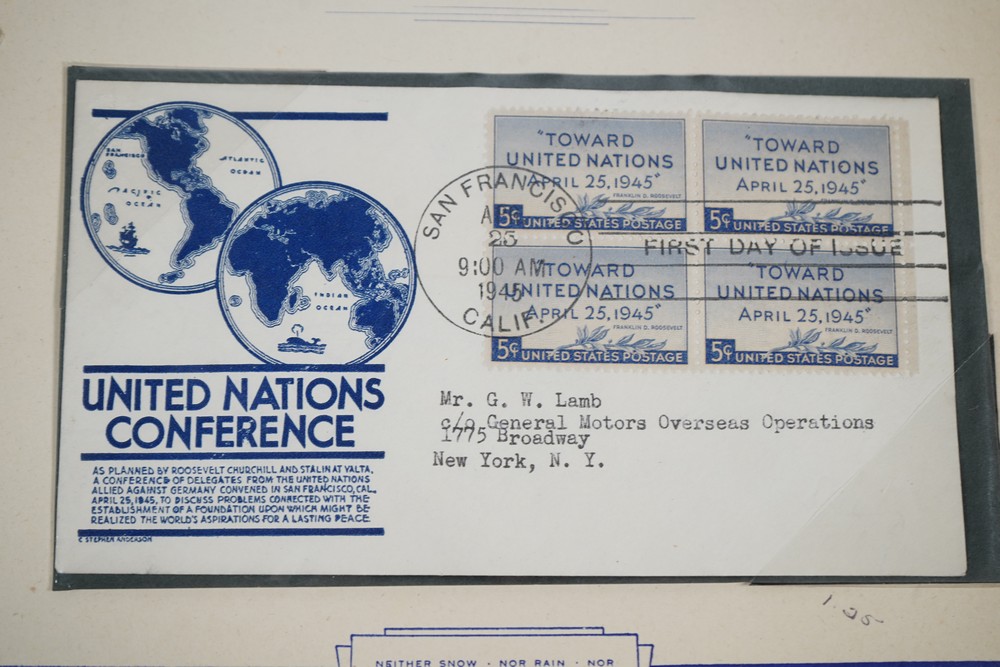 SAN
FRANCISCO
ATLANTIC
OCEAN
PACIFIC
OCEAN
INDIAN
OCEAN
UNITED NATIONS
CONFERENCE
AS PLANNED BY ROOSEVELT CHURCHILL AND STALIN AT YALTA,
A CONFERENCE OF DELEGATES FROM THE UNITED NATIONS
ALLIED AGAINST GERMANY CONVENED IN SAN FRANCISCO, CAL.
APRIL 25, 1945, TO DISCUSS PROBLEMS CONNECTED WITH THE
ESTABLISHMENT OF A FOUNDATION UPON WHICH MIGHT BE
REALIZED THE WORLD'S ASPIRATIONS FOR A LASTING PEACE.
C STEPHEN ANDERSON
SAN FRANCISCO
25
9:00 AM
1945
CALIF.
FIRST DAY OF ISSUE
"TOWARD
UNITED NATIONS
APRIL 25, 1945"
FRANKLIN D. ROOSEVELT
5¢ UNITED STATES POSTAGE
"TOWARD
UNITED NATIONS
APRIL 25, 1945"
FRANKLIN D. ROOSEVELT
5¢ UNITED STATES POSTAGE
"TOWARD
UNITED NATIONS
APRIL 25, 1945"
FRANKLIN D. ROOSEVELT
5¢ UNITED STATES POSTAGE
"TOWARD
UNITED NATIONS
APRIL 25, 1945"
FRANKLIN D. ROOSEVELT
5¢ UNITED STATES POSTAGE
Mr. G. W. Lamb
c/o General Motors Overseas Operations
1775 Broadway
New York, N. Y.
1.25
NEITHER SNOW · NOR RAIN · NOR